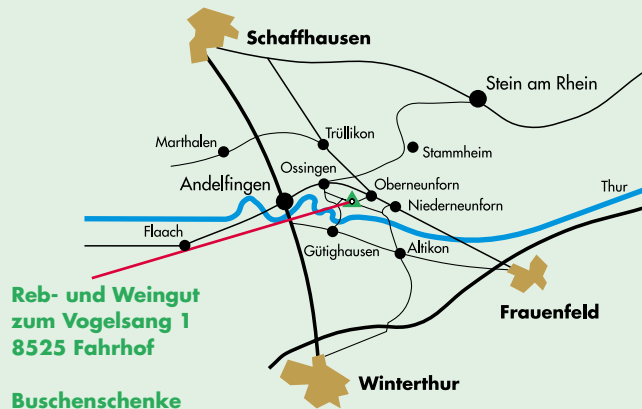 Schaffhausen
Stein am Rhein
Trüllikon
Marthalen
Stammheim
Ossingen
Andelfingen
Oberneunforn
Thur
Niederneunforn
Flaach
Gütighausen
Altikon
Reb- und Weingut
zum Vogelsang 1
8525 Fahrhof
Frauenfeld
Winterthur
Buschenschenke